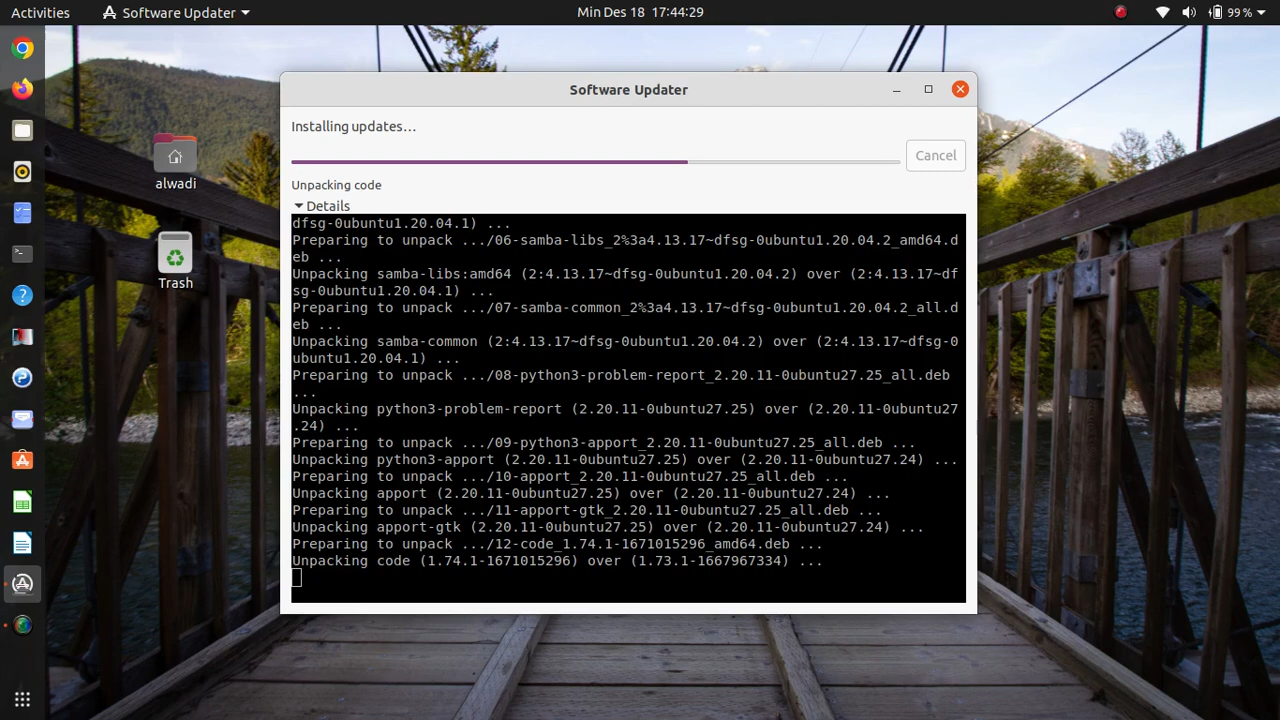 Activities
Software Updater
Min Des 18 17:44:29
99 %
alwadi
Trash
Software Updater
Installing updates…
Cancel
Unpacking code
Details
dfsg-0ubuntu1.20.04.1) ...
Preparing to unpack .../06-samba-libs_2%3a4.13.17~dfsg-0ubuntu1.20.04.2_amd64.d
eb ...
Unpacking samba-libs:amd64 (2:4.13.17~dfsg-0ubuntu1.20.04.2) over (2:4.13.17~df
sg-0ubuntu1.20.04.1) ...
Preparing to unpack .../07-samba-common_2%3a4.13.17~dfsg-0ubuntu1.20.04.2_all.d
eb ...
Unpacking samba-common (2:4.13.17~dfsg-0ubuntu1.20.04.2) over (2:4.13.17~dfsg-0
ubuntu1.20.04.1) ...
Preparing to unpack .../08-python3-problem-report_2.20.11-0ubuntu27.25_all.deb
...
Unpacking python3-problem-report (2.20.11-0ubuntu27.25) over (2.20.11-0ubuntu27
.24) ...
Preparing to unpack .../09-python3-apport_2.20.11-0ubuntu27.25_all.deb ...
Unpacking python3-apport (2.20.11-0ubuntu27.25) over (2.20.11-0ubuntu27.24) ...
Preparing to unpack .../10-apport_2.20.11-0ubuntu27.25_all.deb ...
Unpacking apport (2.20.11-0ubuntu27.25) over (2.20.11-0ubuntu27.24) ...
Preparing to unpack .../11-apport-gtk_2.20.11-0ubuntu27.25_all.deb ...
Unpacking apport-gtk (2.20.11-0ubuntu27.25) over (2.20.11-0ubuntu27.24) ...
Preparing to unpack .../12-code_1.74.1-1671015296_amd64.deb ...
Unpacking code (1.74.1-1671015296) over (1.73.1-1667967334) ...